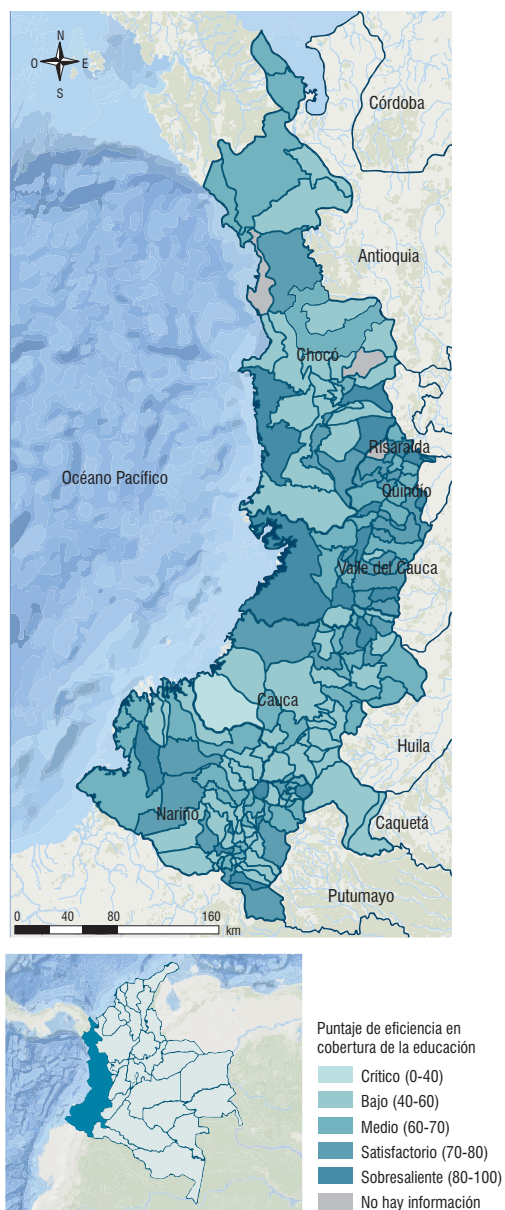 N
O E
S
Córdoba
Antioquia
Chocó
Risaralda
Océano Pacífico
Quindío
Valle del Cauca
Cauca
Huila
Nariño
Caquetá
Putumayo
0 40 80 160
km
Puntaje de eficiencia en
cobertura de la educación
Crítico (0-40)
Bajo (40-60)
Medio (60-70)
Satisfactorio (70-80)
Sobresaliente (80-100)
No hay información